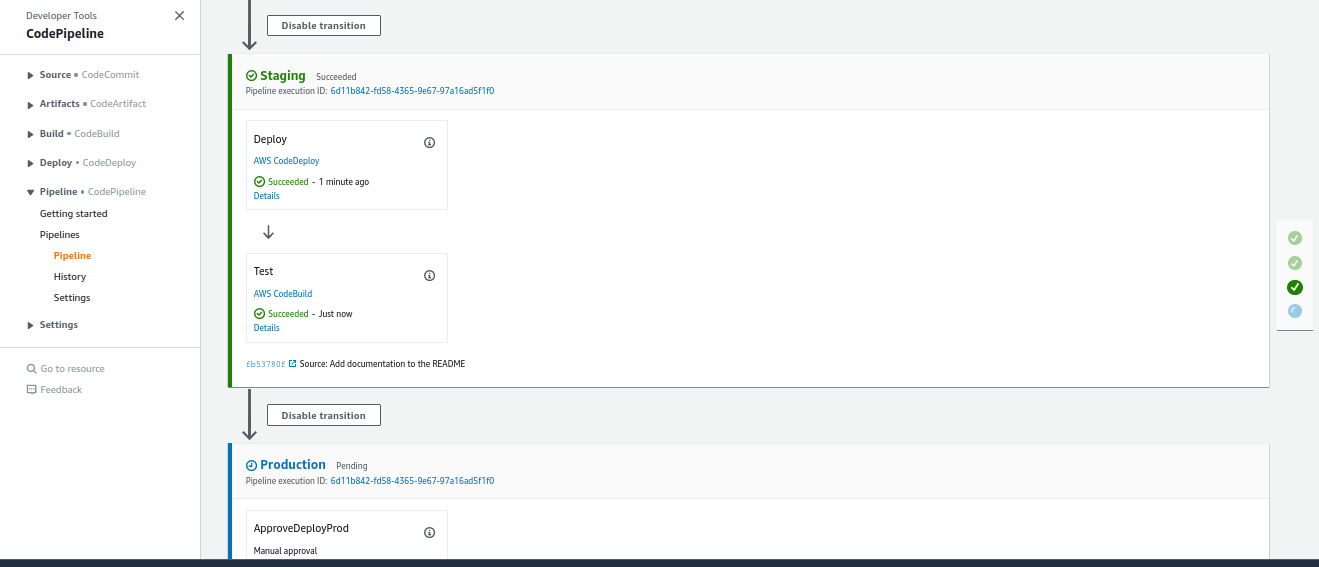 Developer Tools
CodePipeline
Source • CodeCommit
Artifacts • CodeArtifact
Build • CodeBuild
Deploy • CodeDeploy
Pipeline • CodePipeline
Getting started
Pipelines
Pipeline
History
Settings
Settings
Go to resource
Feedback
Disable transition
Staging Succeeded
Pipeline execution ID: 6d11b842-fd58-4365-9e67-97a16ad5f1f0
Deploy
AWS CodeDeploy
Succeeded - 1 minute ago
Details
Test
AWS CodeBuild
Succeeded - Just now
Details
fb53780f Source: Add documentation to the README
Disable transition
Production Pending
Pipeline execution ID: 6d11b842-fd58-4365-9e67-97a16ad5f1f0
ApproveDeployProd
Manual approval